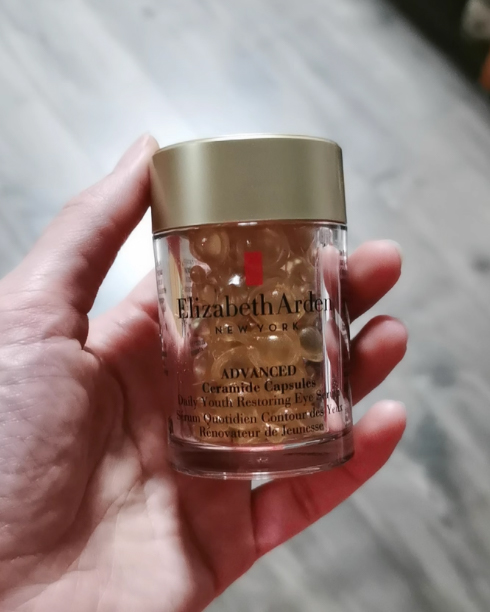 Elizabeth Arden
NEW YORK
ADVANCED
Ceramide Capsules
Daily Youth Restoring Eye Serum
Sérum Quotidien Contour des Yeux
Rénovateur de Jeunesse